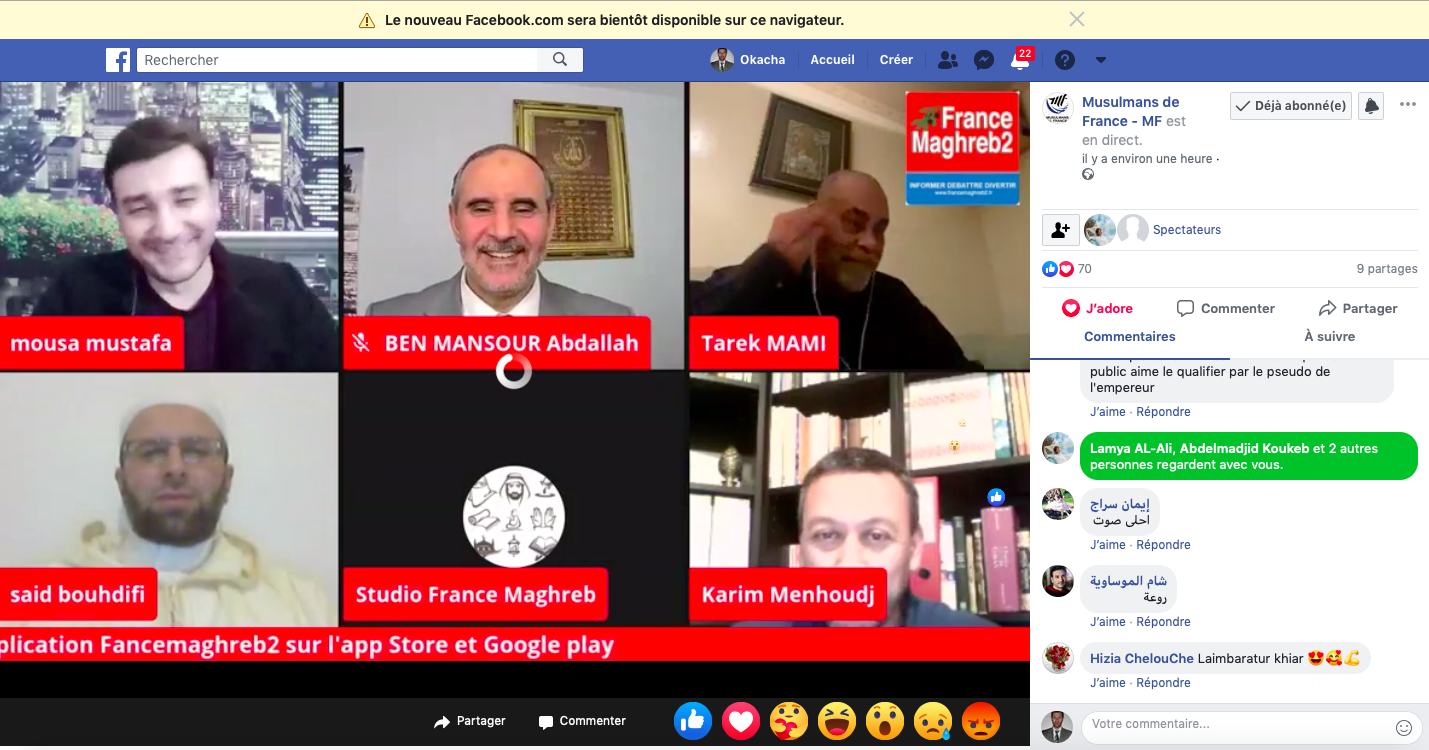 Le nouveau Facebook.com sera bientôt disponible sur ce navigateur.
Rechercher
Okacha
Accueil
Créer
22
France
Maghreb2
INFORMER DEBATTRE DIVERTIR
www.francemaghreb2.fr
mousa mustafa
BEN MANSOUR Abdallah
Tarek MAMI
said bouhdifi
Studio France Maghreb
Karim Menhoudj
plication Fancemaghreb2 sur l'app Store et Google play
Partager
Commenter
Musulmans de
France - MF est
en direct.
il y a environ une heure ·
Déjà abonné(e)
Spectateurs
70
9 partages
J'adore
Commenter
Partager
Commentaires
À suivre
public aime le qualifier par le pseudo de
l'empereur
J'aime · Répondre
Lamya AL-Ali, Abdelmadjid Koukeb et 2 autres
personnes regardent avec vous.
إيمان سراج
احلى صوت
J'aime · Répondre
شام الموساوية
روعة
J'aime · Répondre
Hizia ChelouChe Laimbaratur khiar 😍🥰💪
J'aime · Répondre
Votre commentaire...